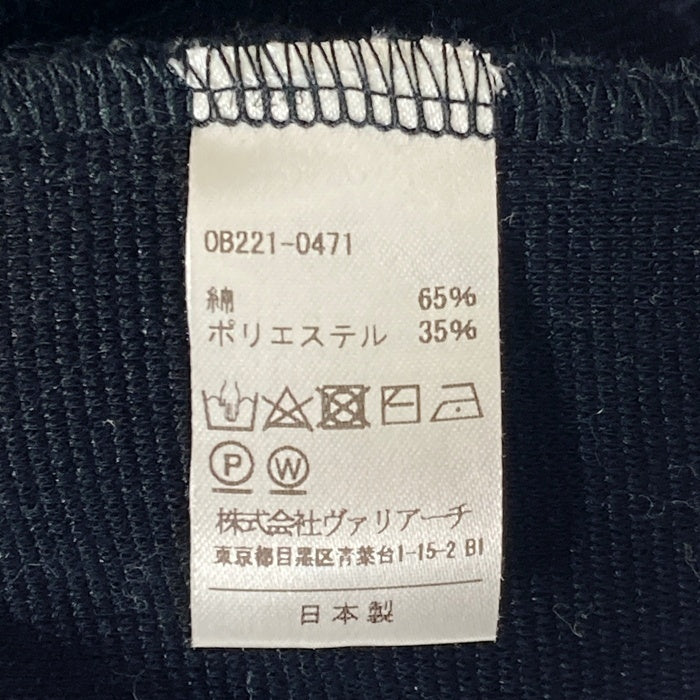 OB221-0471
綿 65%
ポリエステル 35%
P W
株式会社ヴァリアーチ
東京都目黒区青葉台1-15-2 B1
日本製